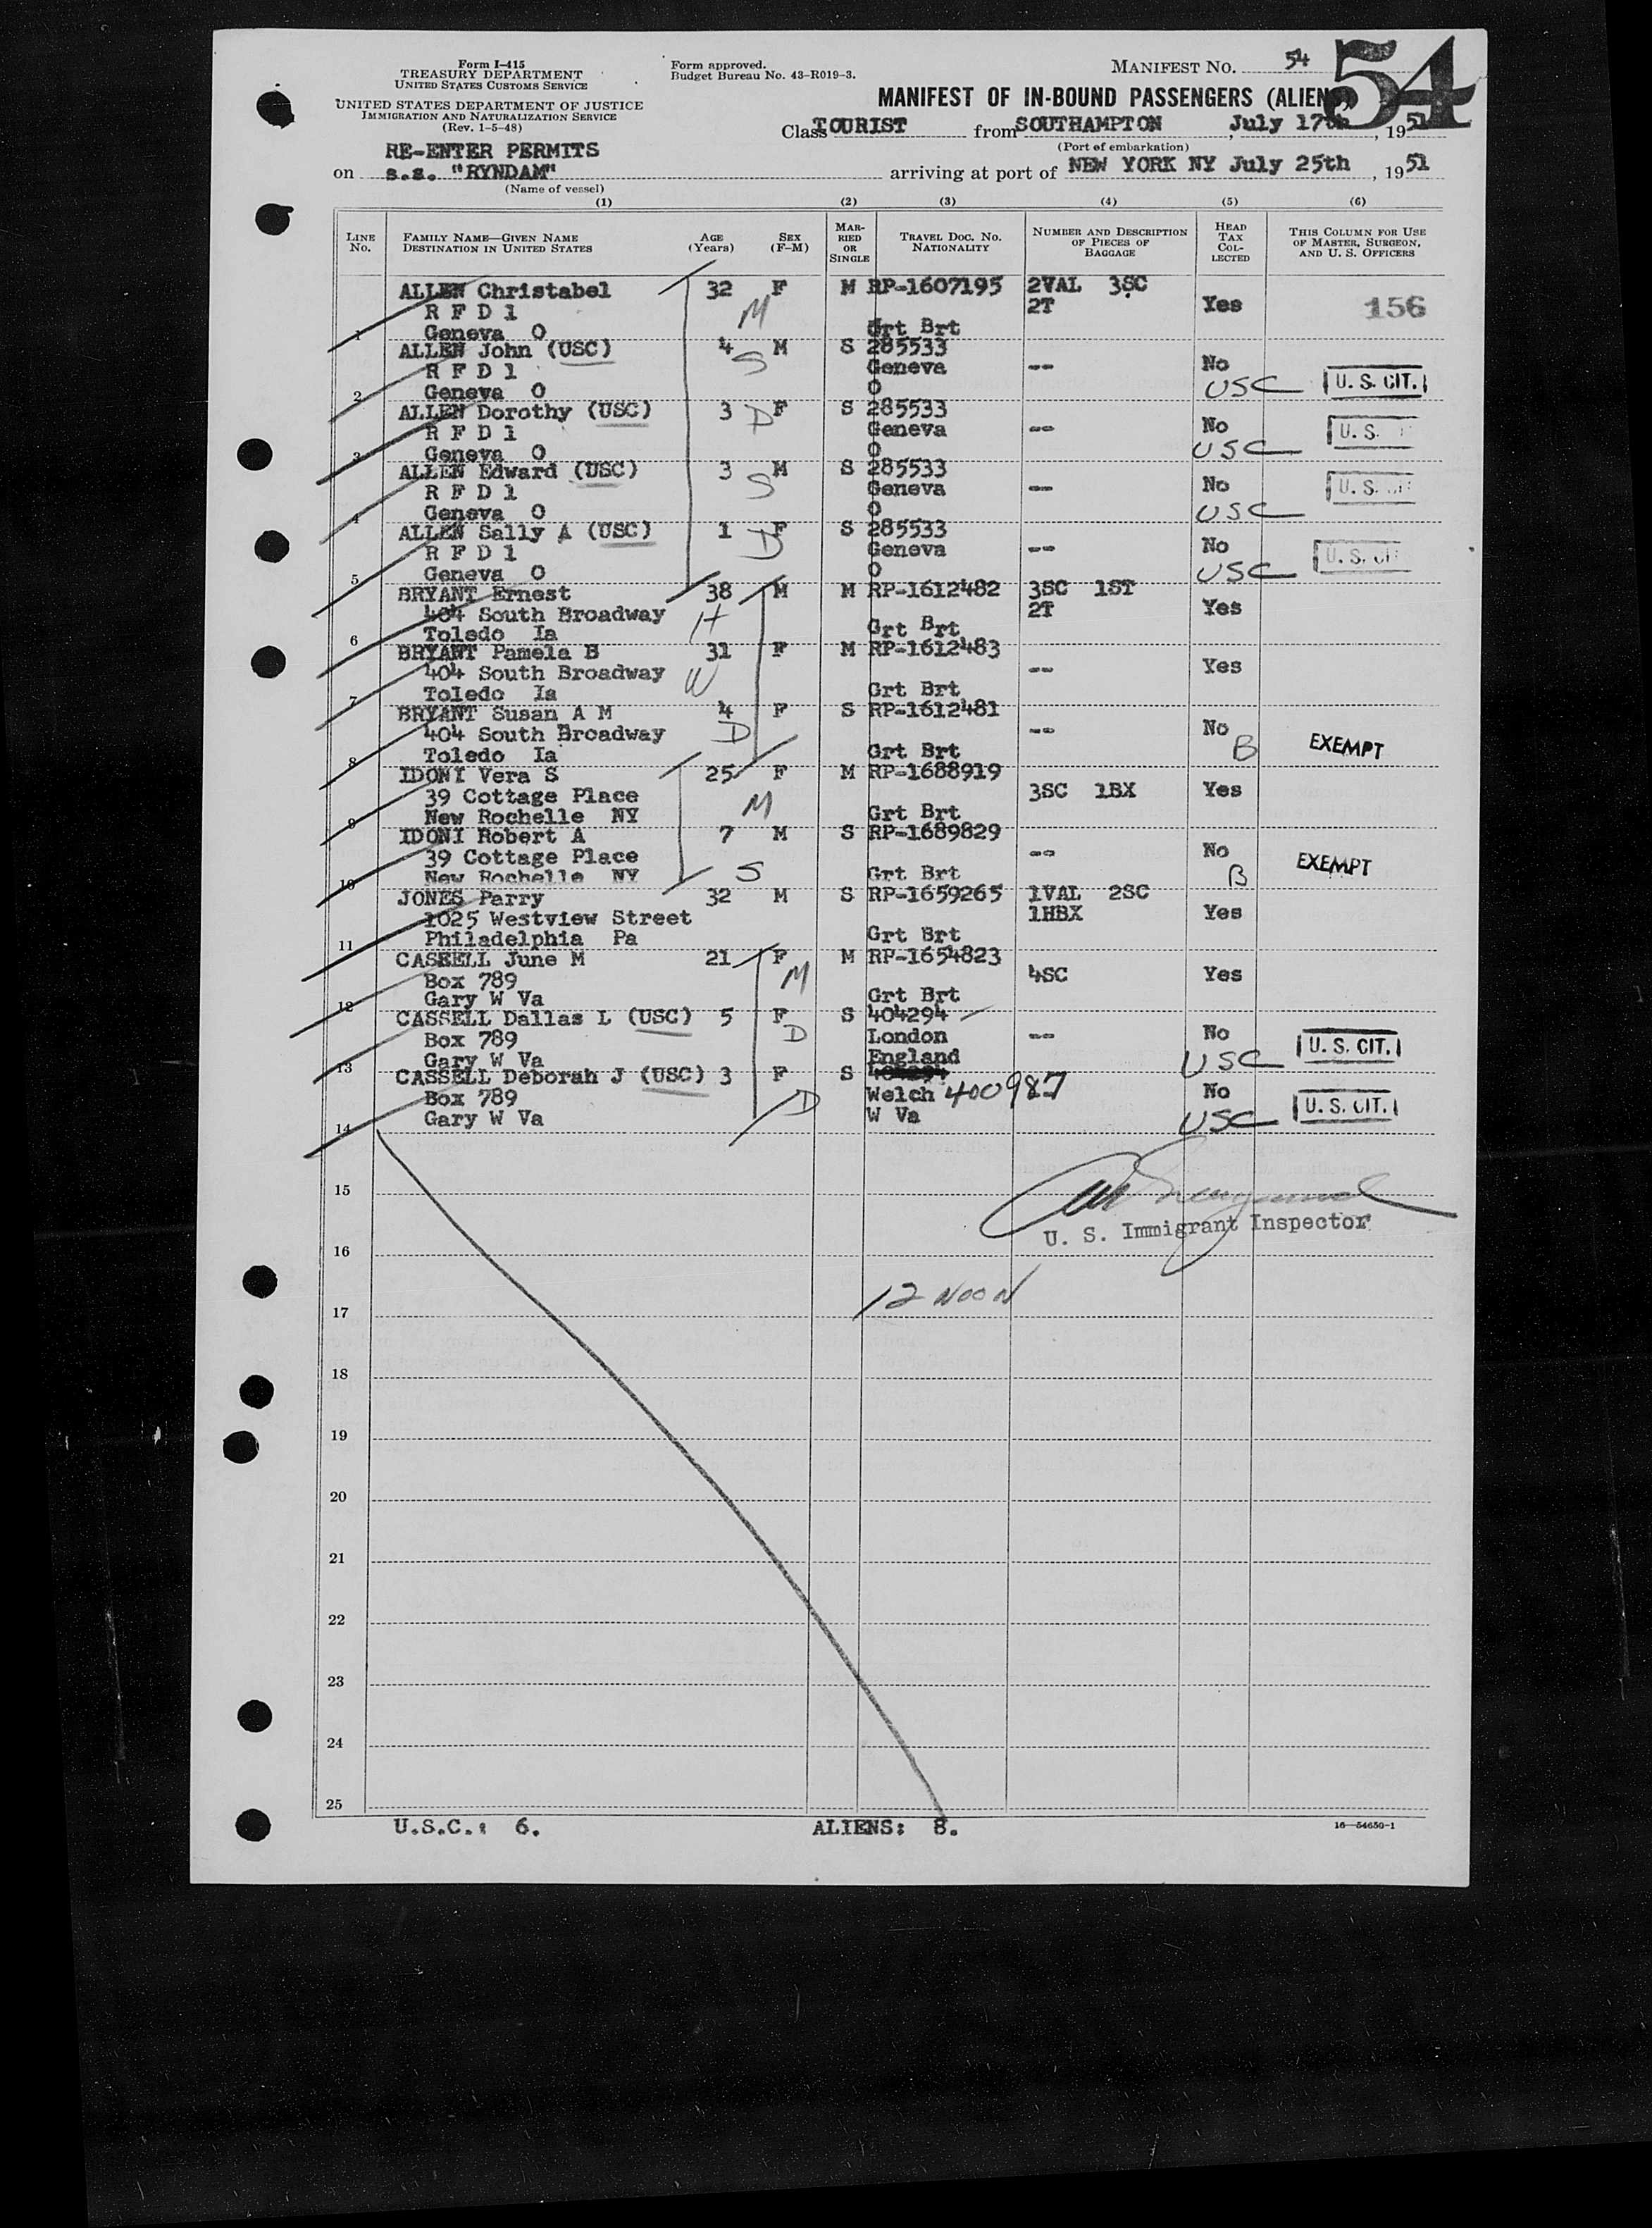 Form I-415
TREASURY DEPARTMENT
UNITED STATES CUSTOMS SERVICE
UNITED STATES DEPARTMENT OF JUSTICE
IMMIGRATION AND NATURALIZATION SERVICE
(Rev. 1-5-48)
Form approved.
Budget Bureau No. 43-R019-3.
MANIFEST NO. 54
54
MANIFEST OF IN-BOUND PASSENGERS (ALIENS)
Class TOURIST from SOUTHAMPTON, July 17th, 1951
(Port of embarkation)
RE-ENTER PERMITS
on s.s. "RYNDAM" arriving at port of NEW YORK NY July 25th, 1951
(Name of vessel)
(1) (2) (3) (4) (5) (6)
LINE No. FAMILY NAME—GIVEN NAME DESTINATION IN UNITED STATES AGE (Years) SEX (F-M) MAR-RIED OR SINGLE TRAVEL DOC. NO. NATIONALITY NUMBER AND DESCRIPTION OF PIECES OF BAGGAGE HEAD TAX COL-LECTED THIS COLUMN FOR USE OF MASTER, SURGEON, AND U. S. OFFICERS
ALLEN Christabel 32 F M RP-1607195 2VAL 3SC
R F D 1 M 2T Yes 156
1 Geneva O Grt Brt
ALLEN John (USC) 4 M S 285533
R F D 1 S Geneva -- No
2 Geneva O O USC U. S. CIT.
ALLEN Dorothy (USC) 3 D F S 285533
R F D 1 Geneva -- No U. S.
3 Geneva O O USC
ALLEN Edward (USC) 3 M S 285533
R F D 1 S Geneva -- No U. S.
4 Geneva O O USC
ALLEN Sally A (USC) 1 F S 285533
R F D 1 D Geneva -- No U. S. CI
5 Geneva O O USC
BRYANT Ernest 38 M M RP-1612482 3SC 1ST
404 South Broadway H 2T Yes
6 Toledo Ia Grt Brt
BRYANT Pamela B 31 F M RP-1612483
404 South Broadway W -- Yes
7 Toledo Ia Grt Brt
BRYANT Susan A M 4 F S RP-1612481
404 South Broadway D -- No
8 Toledo Ia Grt Brt B EXEMPT
IDONI Vera S 25 F M RP-1688919
39 Cottage Place M 3SC 1BX Yes
9 New Rochelle NY Grt Brt
IDONI Robert A 7 M S RP-1689829
39 Cottage Place -- No
10 New Rochelle NY S Grt Brt B EXEMPT
JONES Parry 32 M S RP-1659265 1VAL 2SC
1025 Westview Street 1HBX Yes
11 Philadelphia Pa Grt Brt
CASSELL June M 21 F M RP-1654823
Box 789 M 4SC Yes
12 Gary W Va Grt Brt
CASSELL Dallas L (USC) 5 F S 404294
Box 789 D London -- No
13 Gary W Va England USC U. S. CIT.
CASSELL Deborah J (USC) 3 F S
Box 789 D Welch 400987 -- No
14 Gary W Va W Va USC U. S. CIT.
15
U. S. Immigrant Inspector
16
17 12 NOON
18
19
20
21
22
23
24
25
U.S.C.: 6. ALIENS: 8.
16—54650-1